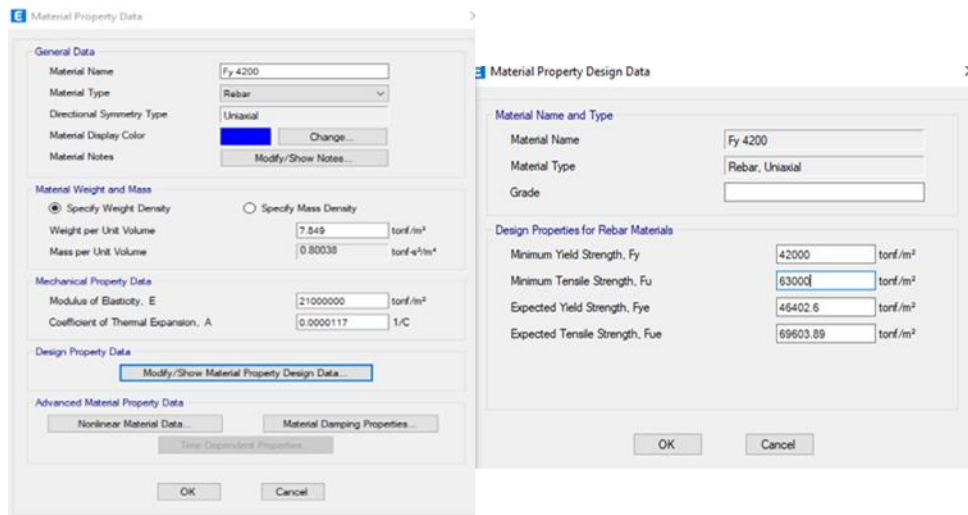 Material Property Data
General Data
Material Name Fy 4200
Material Type Rebar
Directional Symmetry Type Uniaxial
Material Display Color Change...
Material Notes Modify/Show Notes...
Material Weight and Mass
Specify Weight Density Specify Mass Density
Weight per Unit Volume 7.849 tonf/m³
Mass per Unit Volume 0.80038 tonf-s²/m⁴
Mechanical Property Data
Modulus of Elasticity, E 21000000 tonf/m²
Coefficient of Thermal Expansion, A 0.0000117 1/C
Design Property Data
Modify/Show Material Property Design Data...
Advanced Material Property Data
Nonlinear Material Data... Material Damping Properties...
Time Dependent Properties...
OK Cancel
Material Property Design Data
Material Name and Type
Material Name Fy 4200
Material Type Rebar, Uniaxial
Grade
Design Properties for Rebar Materials
Minimum Yield Strength, Fy 42000 tonf/m²
Minimum Tensile Strength, Fu 63000 tonf/m²
Expected Yield Strength, Fye 46402.6 tonf/m²
Expected Tensile Strength, Fue 69603.89 tonf/m²
OK Cancel